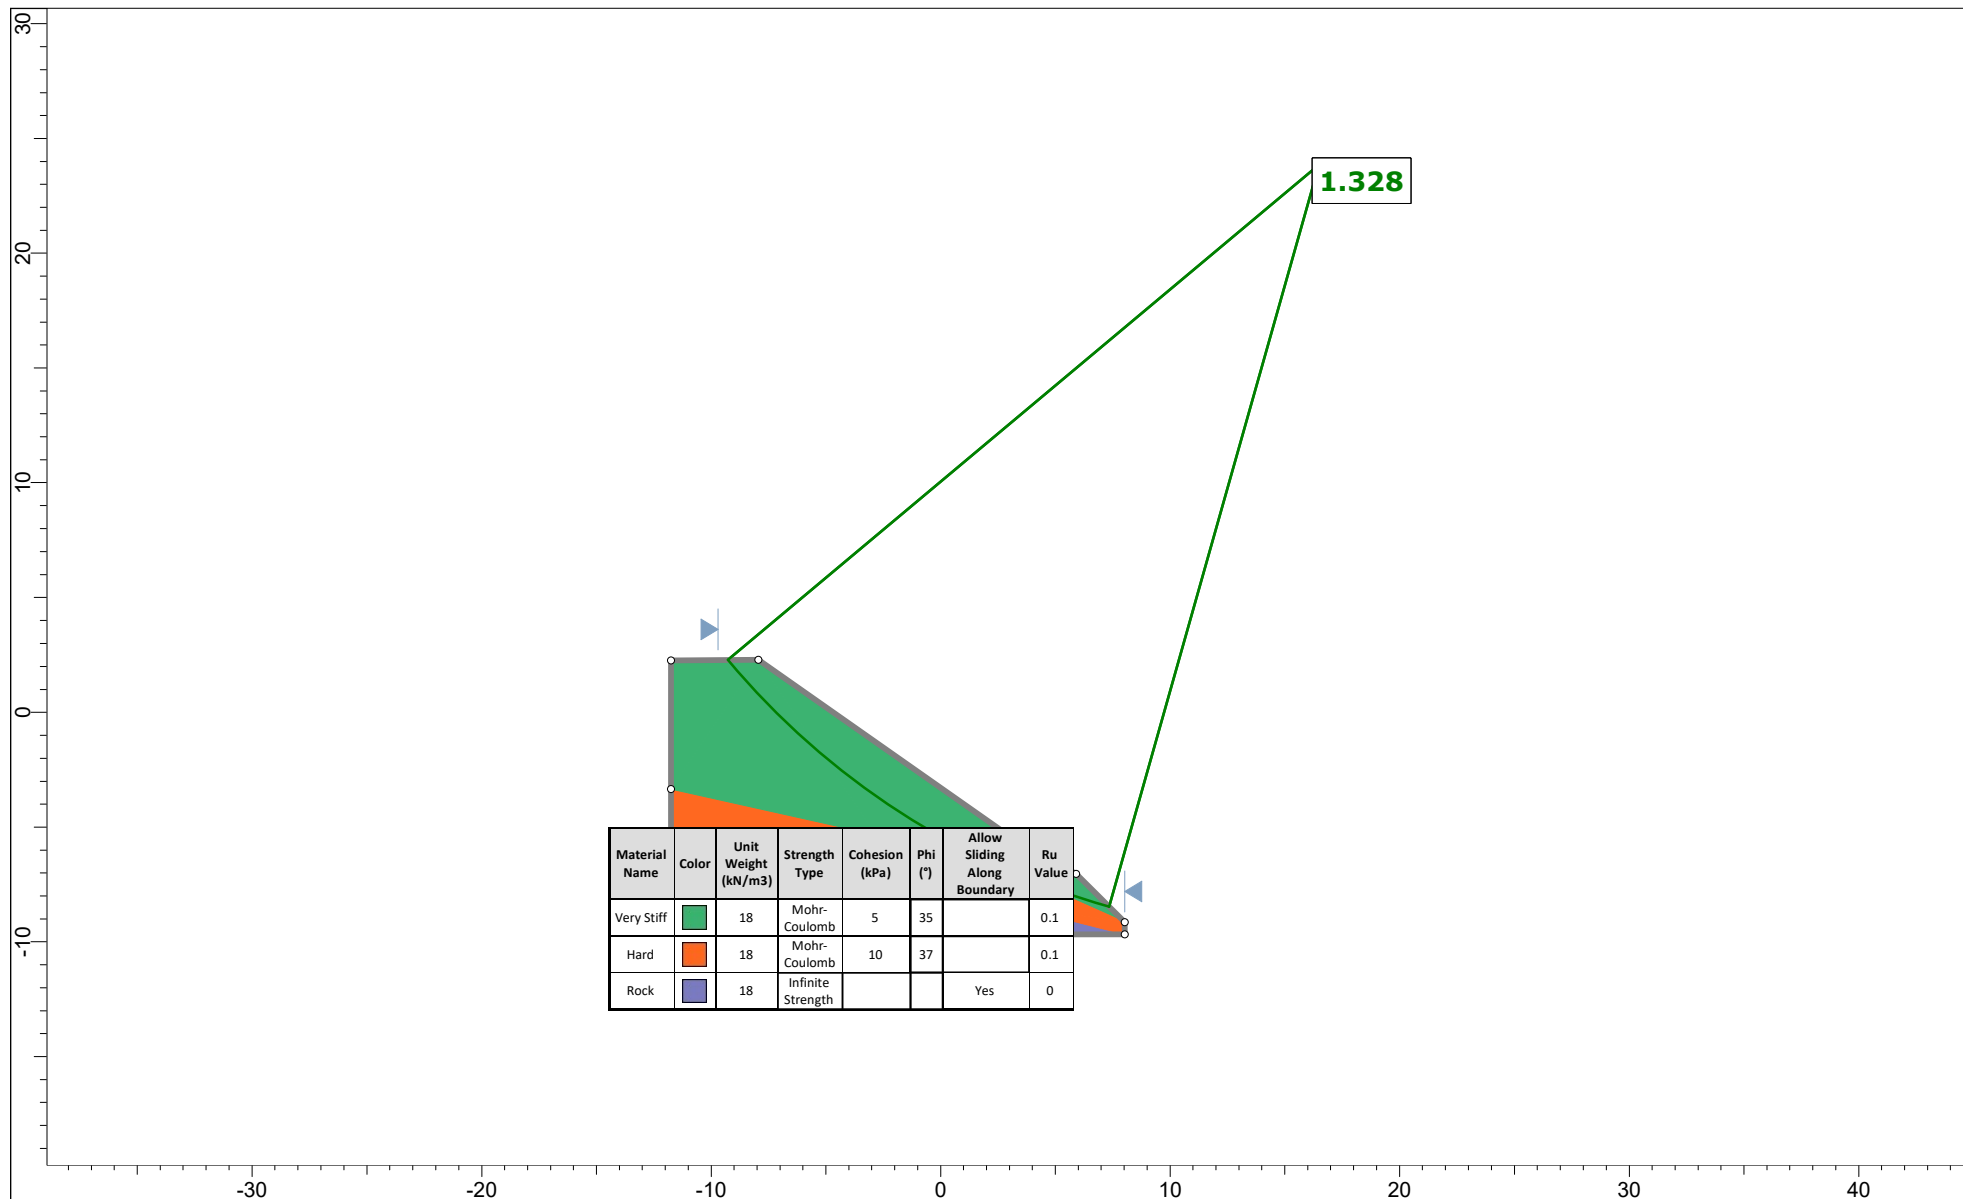 30
20
10
0
-10
1.328
Material Name Color Unit Weight (kN/m3) Strength Type Cohesion (kPa) Phi (°) Allow Sliding Along Boundary Ru Value
Very Stiff 18 Mohr-Coulomb 5 35 0.1
Hard 18 Mohr-Coulomb 10 37 0.1
Rock 18 Infinite Strength Yes 0
-30 -20 -10 0 10 20 30 40